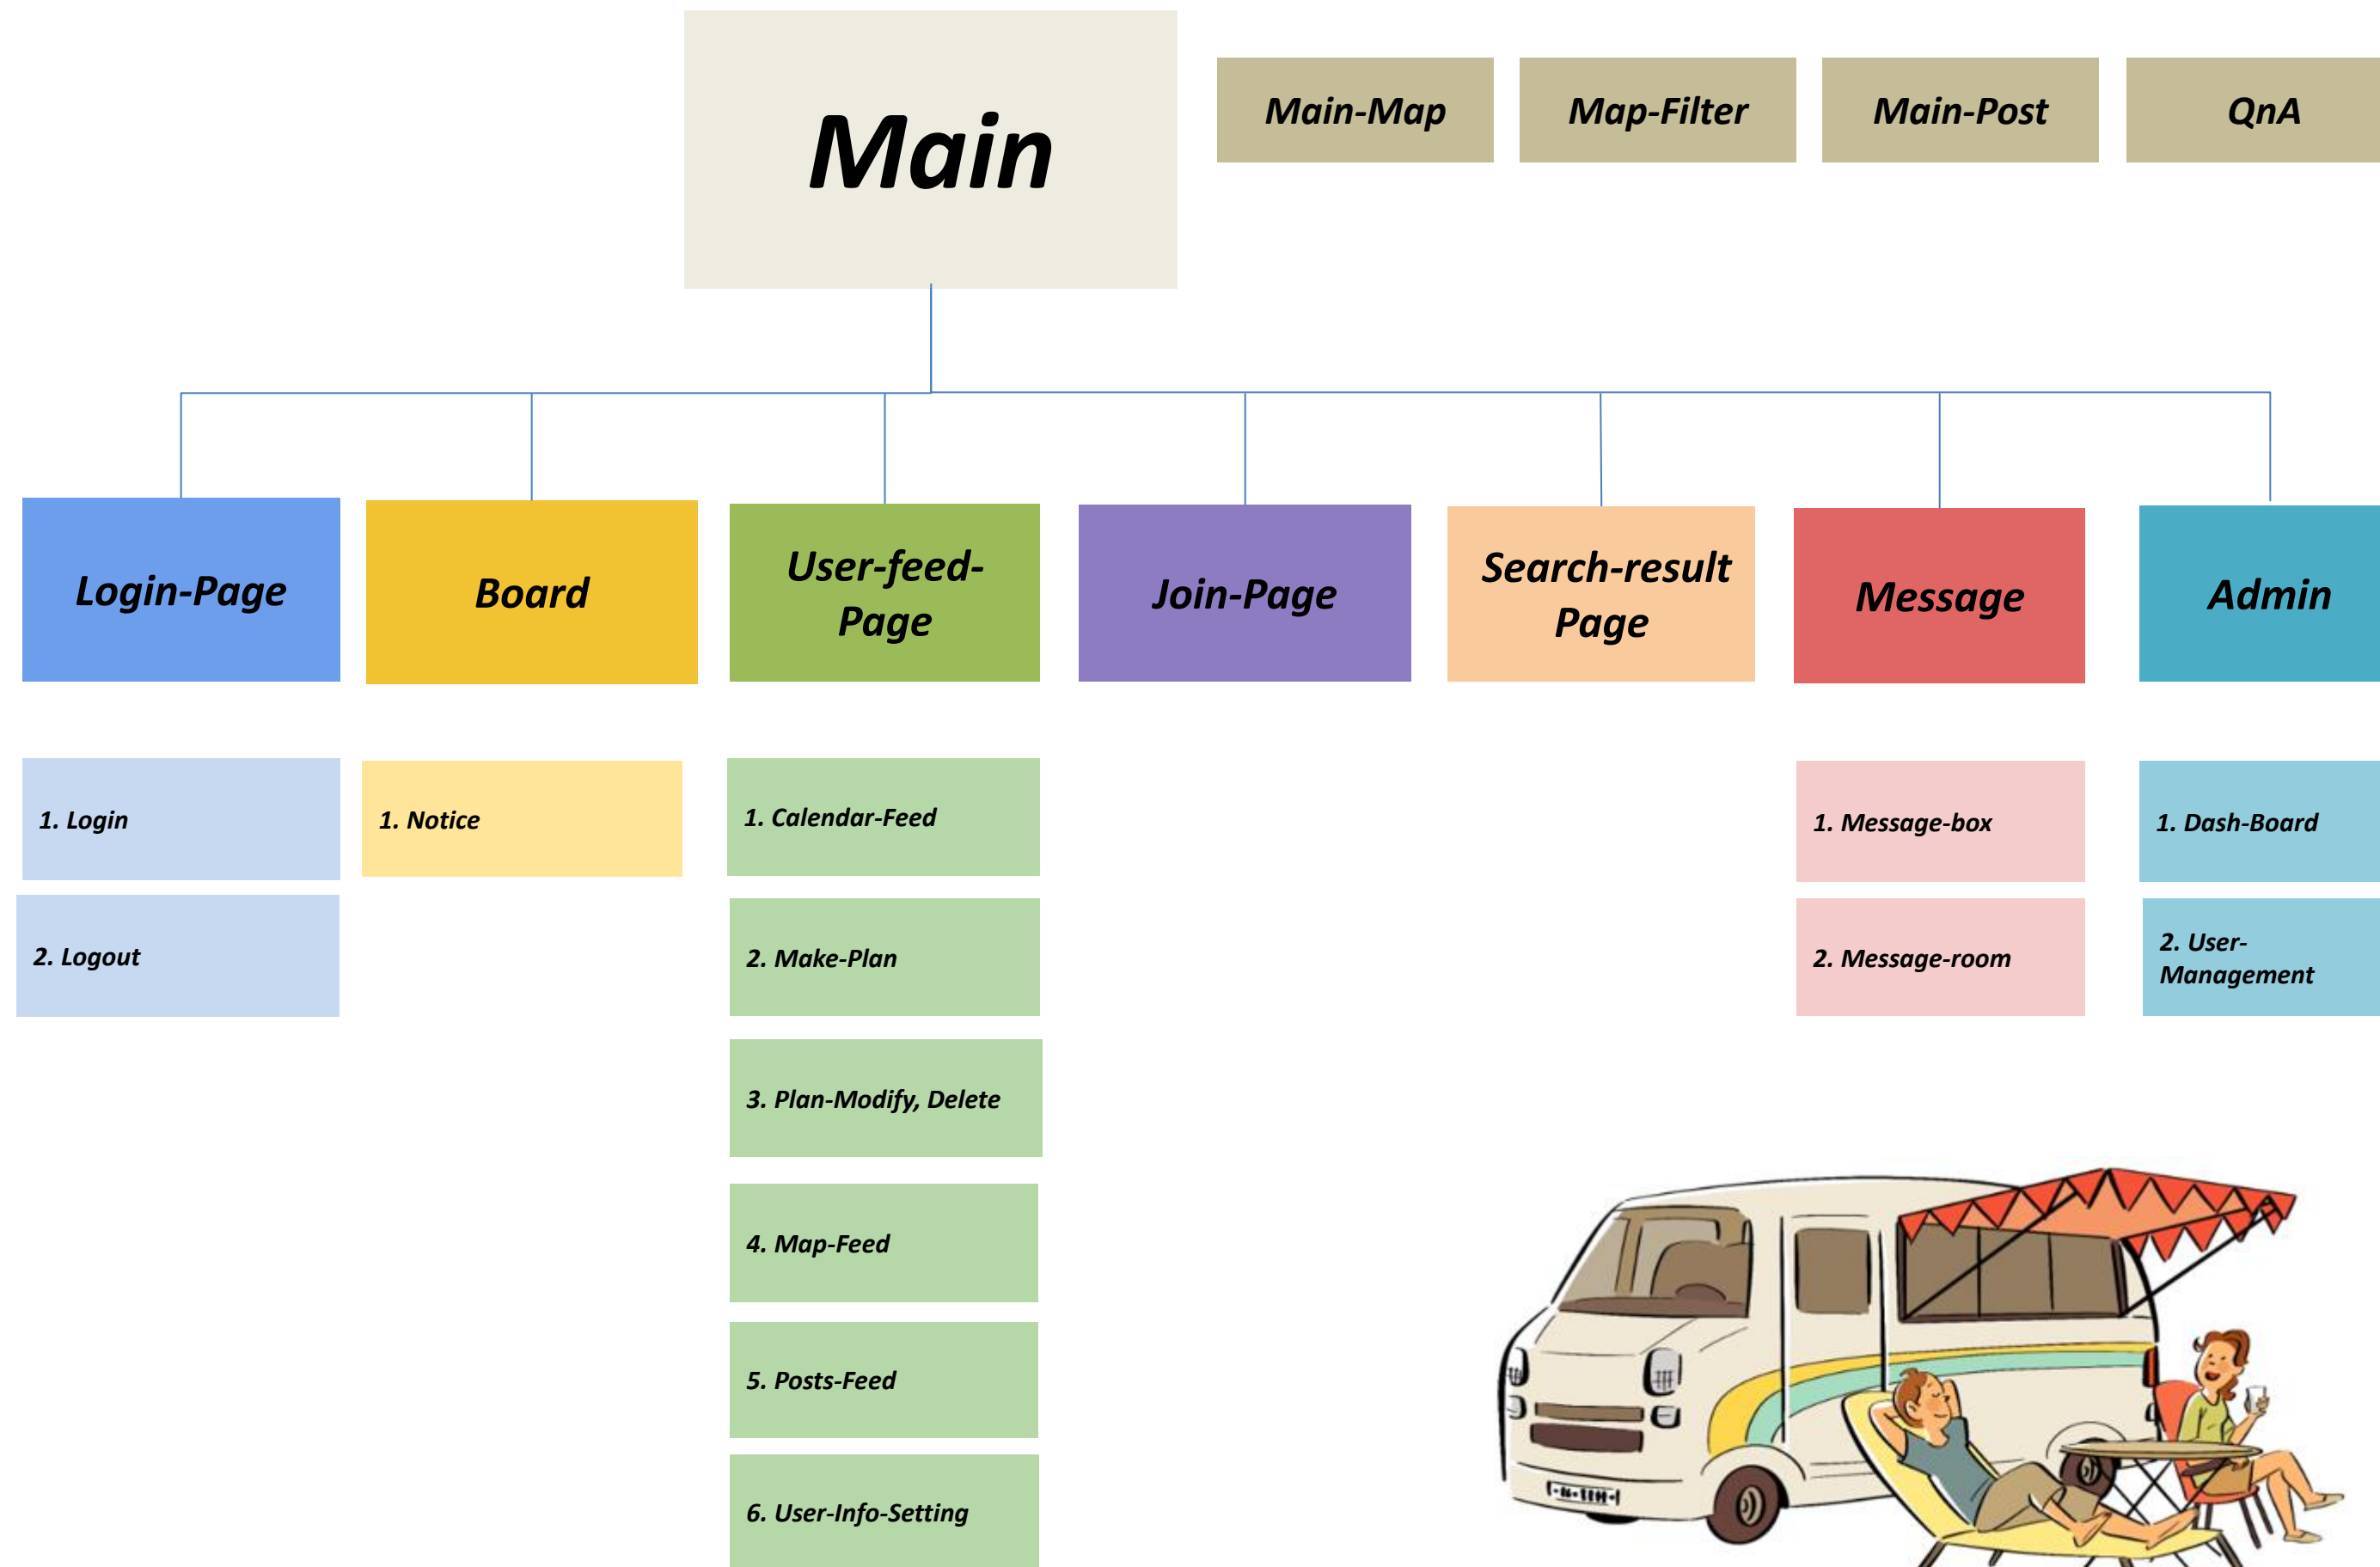 Main
Main-Map
Map-Filter
Main-Post
QnA
Login-Page
Board
User-feed-
Page
Join-Page
Search-result
Page
Message
Admin
1. Login
2. Logout
1. Notice
1. Calendar-Feed
2. Make-Plan
3. Plan-Modify, Delete
4. Map-Feed
5. Posts-Feed
6. User-Info-Setting
1. Message-box
2. Message-room
1. Dash-Board
2. User-
Management